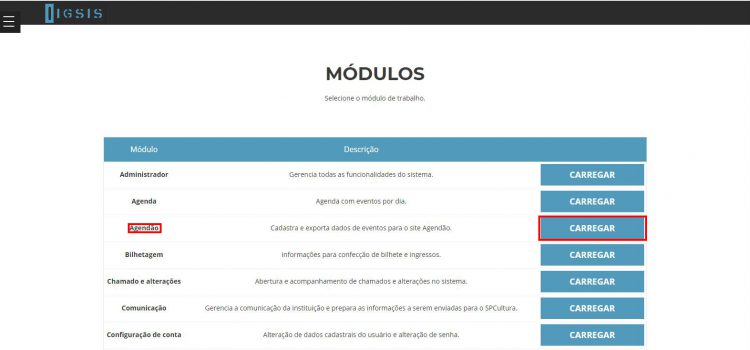 IGSIS
MÓDULOS
Selecione o módulo de trabalho.
Módulo Descrição
Administrador Gerencia todas as funcionalidades do sistema. CARREGAR
Agenda Agenda com eventos por dia. CARREGAR
Agendão Cadastra e exporta dados de eventos para o site Agendão. CARREGAR
Bilhetagem Informações para confecção de bilhete e ingressos. CARREGAR
Chamado e alterações Abertura e acompanhamento de chamados e alterações no sistema. CARREGAR
Comunicação Gerencia a comunicação da instituição e prepara as informações a serem enviadas para o SPCultura. CARREGAR
Configuração de conta Alteração de dados cadastrais do usuário e alteração de senha. CARREGAR